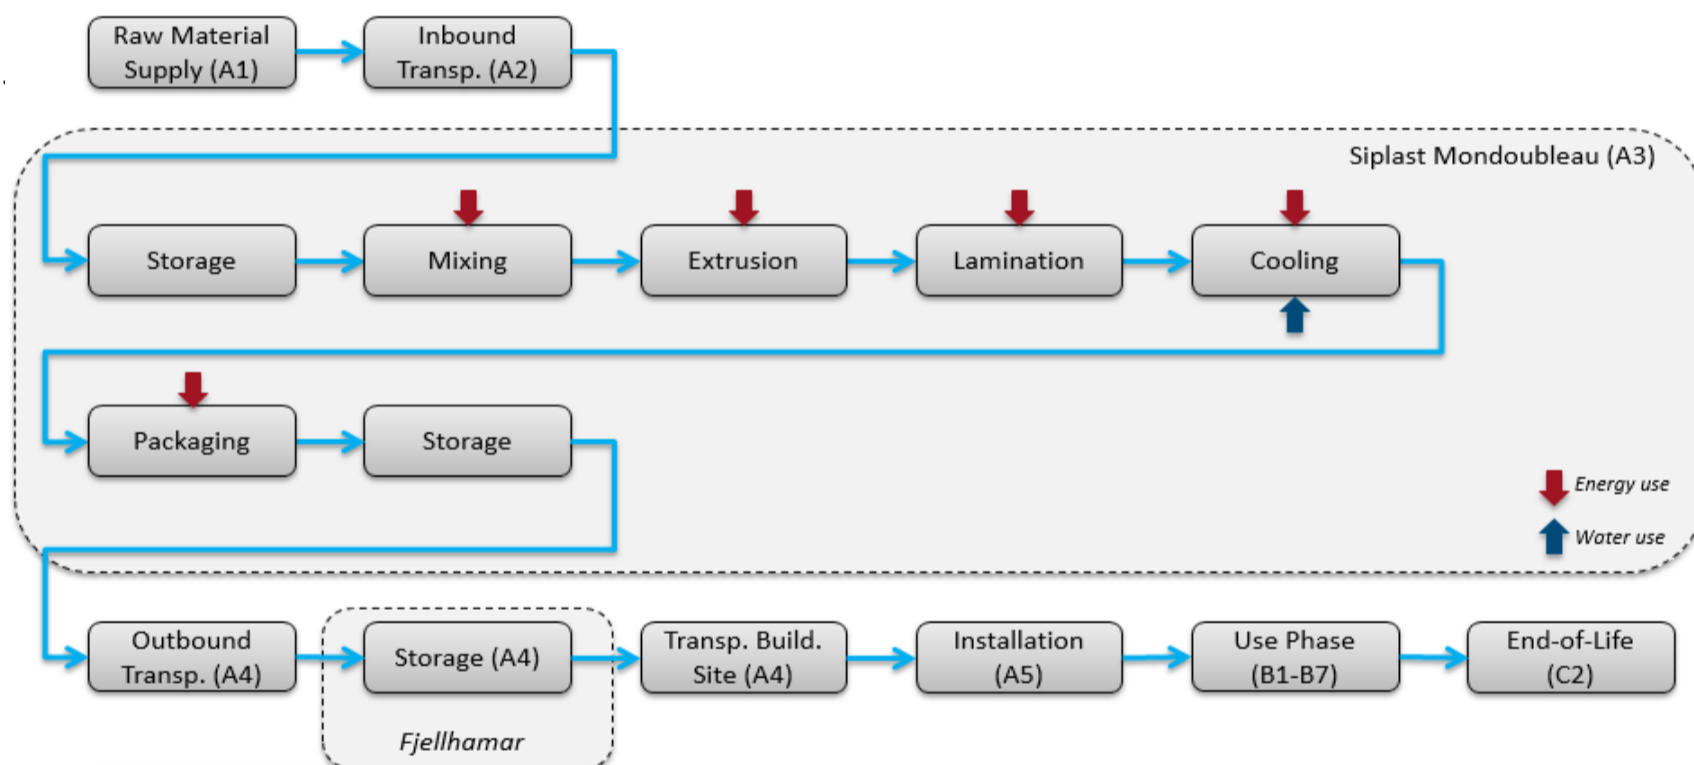 Raw Material
Supply (A1)
Inbound
Transp. (A2)
Siplast Mondoubleau (A3)
Storage
Mixing
Extrusion
Lamination
Cooling
Packaging
Storage
Energy use
Water use
Outbound
Transp. (A4)
Storage (A4)
Transp. Build.
Site (A4)
Installation
(A5)
Use Phase
(B1-B7)
End-of-Life
(C2)
Fjellhamar